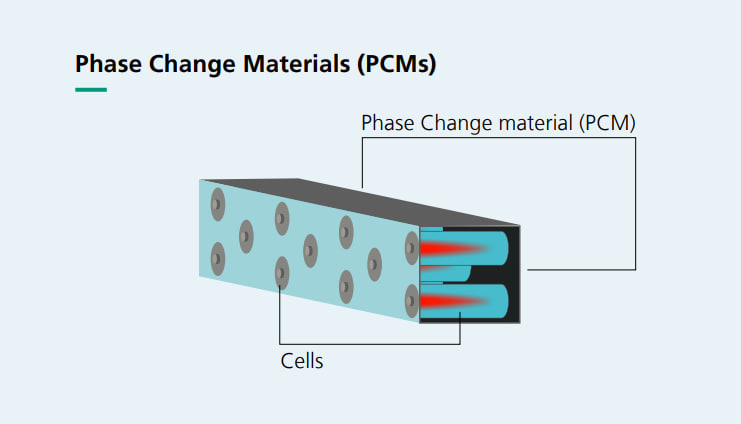 Phase Change Materials (PCMs)
Phase Change material (PCM)
Cells